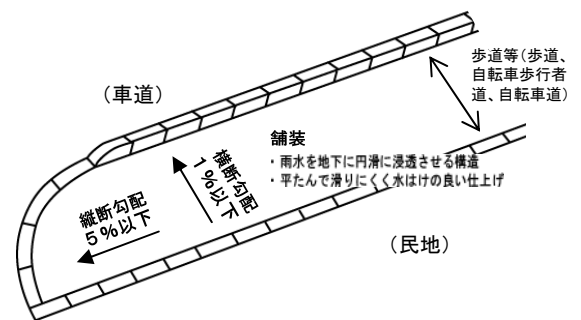 歩道等(歩道、
自転車歩行者
道、自転車道)
(車道)
舗装
・雨水を地下に円滑に浸透させる構造
・平たんで滑りにくく水はけの良い仕上げ
横断勾配
1%以下
縦断勾配
5%以下
(民地)